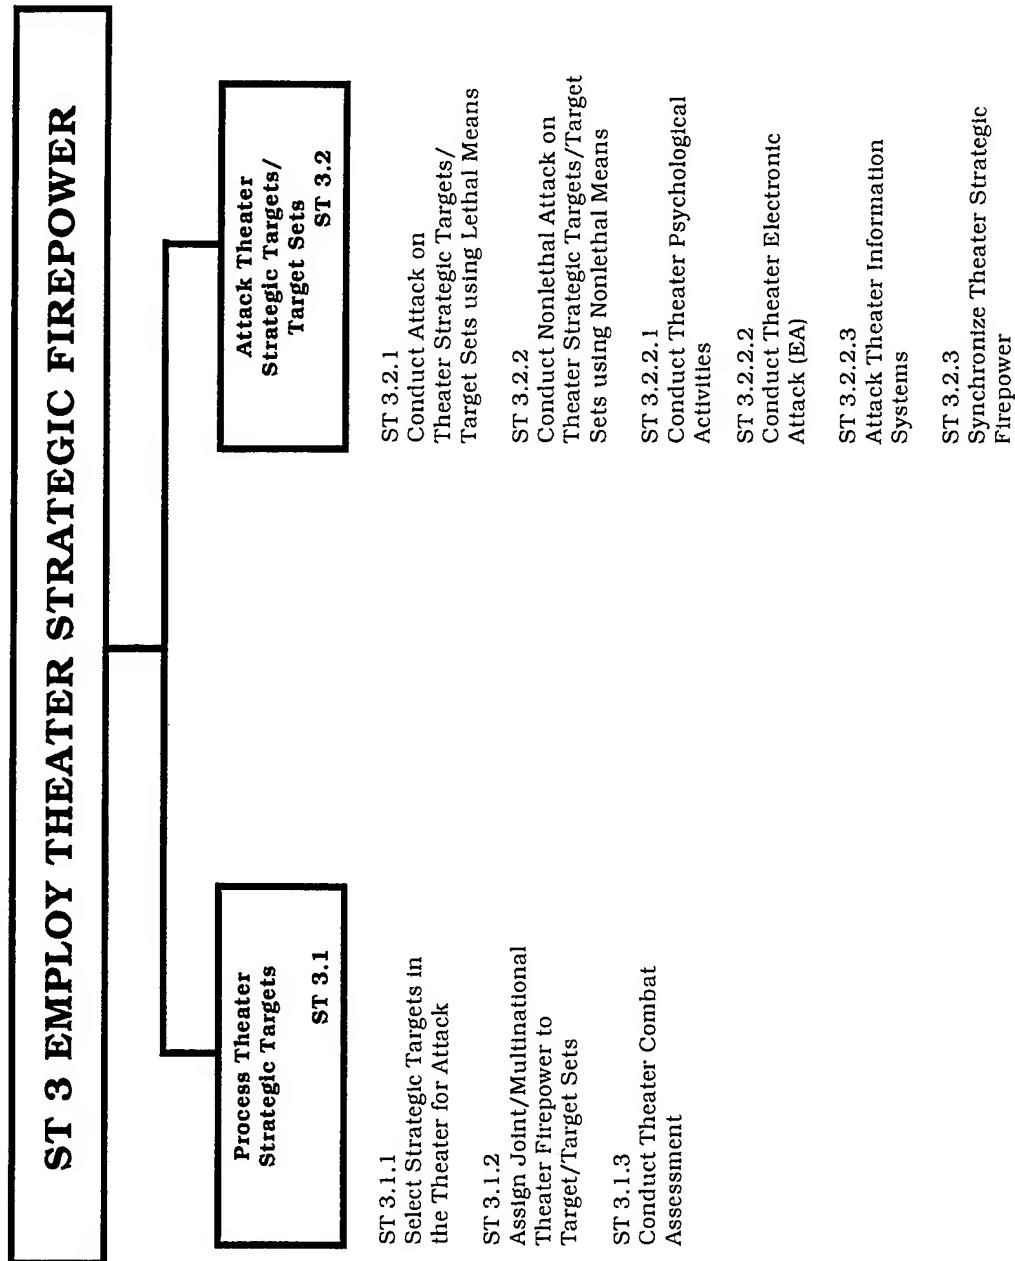 ST 3 EMPLOY THEATER STRATEGIC FIREPOWER
Process Theater
Strategic Targets
ST 3.1
ST 3.1.1
Select Strategic Targets in
the Theater for Attack
ST 3.1.2
Assign Joint/Multinational
Theater Firepower to
Target/Target Sets
ST 3.1.3
Conduct Theater Combat
Assessment
Attack Theater
Strategic Targets/
Target Sets
ST 3.2
ST 3.2.1
Conduct Attack on
Theater Strategic Targets/
Target Sets using Lethal Means
ST 3.2.2
Conduct Nonlethal Attack on
Theater Strategic Targets/Target
Sets using Nonlethal Means
ST 3.2.2.1
Conduct Theater Psychological
Activities
ST 3.2.2.2
Conduct Theater Electronic
Attack (EA)
ST 3.2.2.3
Attack Theater Information
Systems
ST 3.2.3
Synchronize Theater Strategic
Firepower